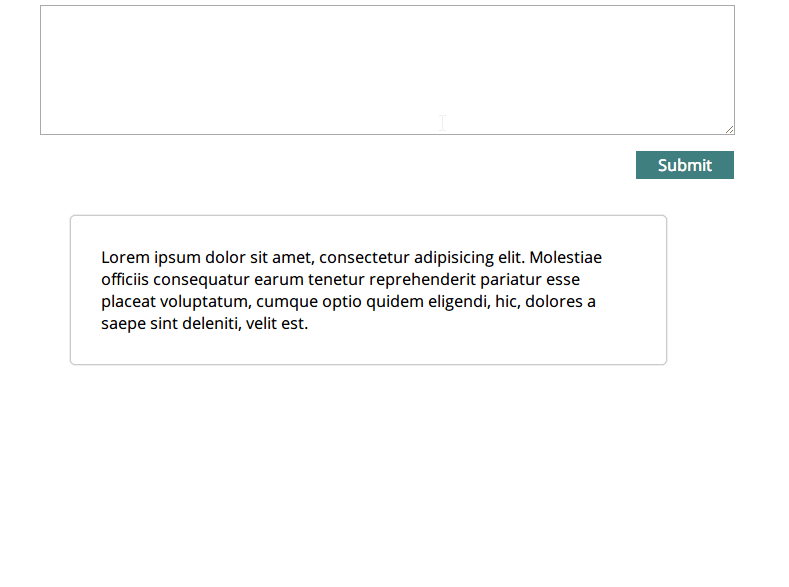 Submit
Lorem ipsum dolor sit amet, consectetur adipisicing elit. Molestiae
officiis consequatur earum tenetur reprehenderit pariatur esse
placeat voluptatum, cumque optio quidem eligendi, hic, dolores a
saepe sint deleniti, velit est.